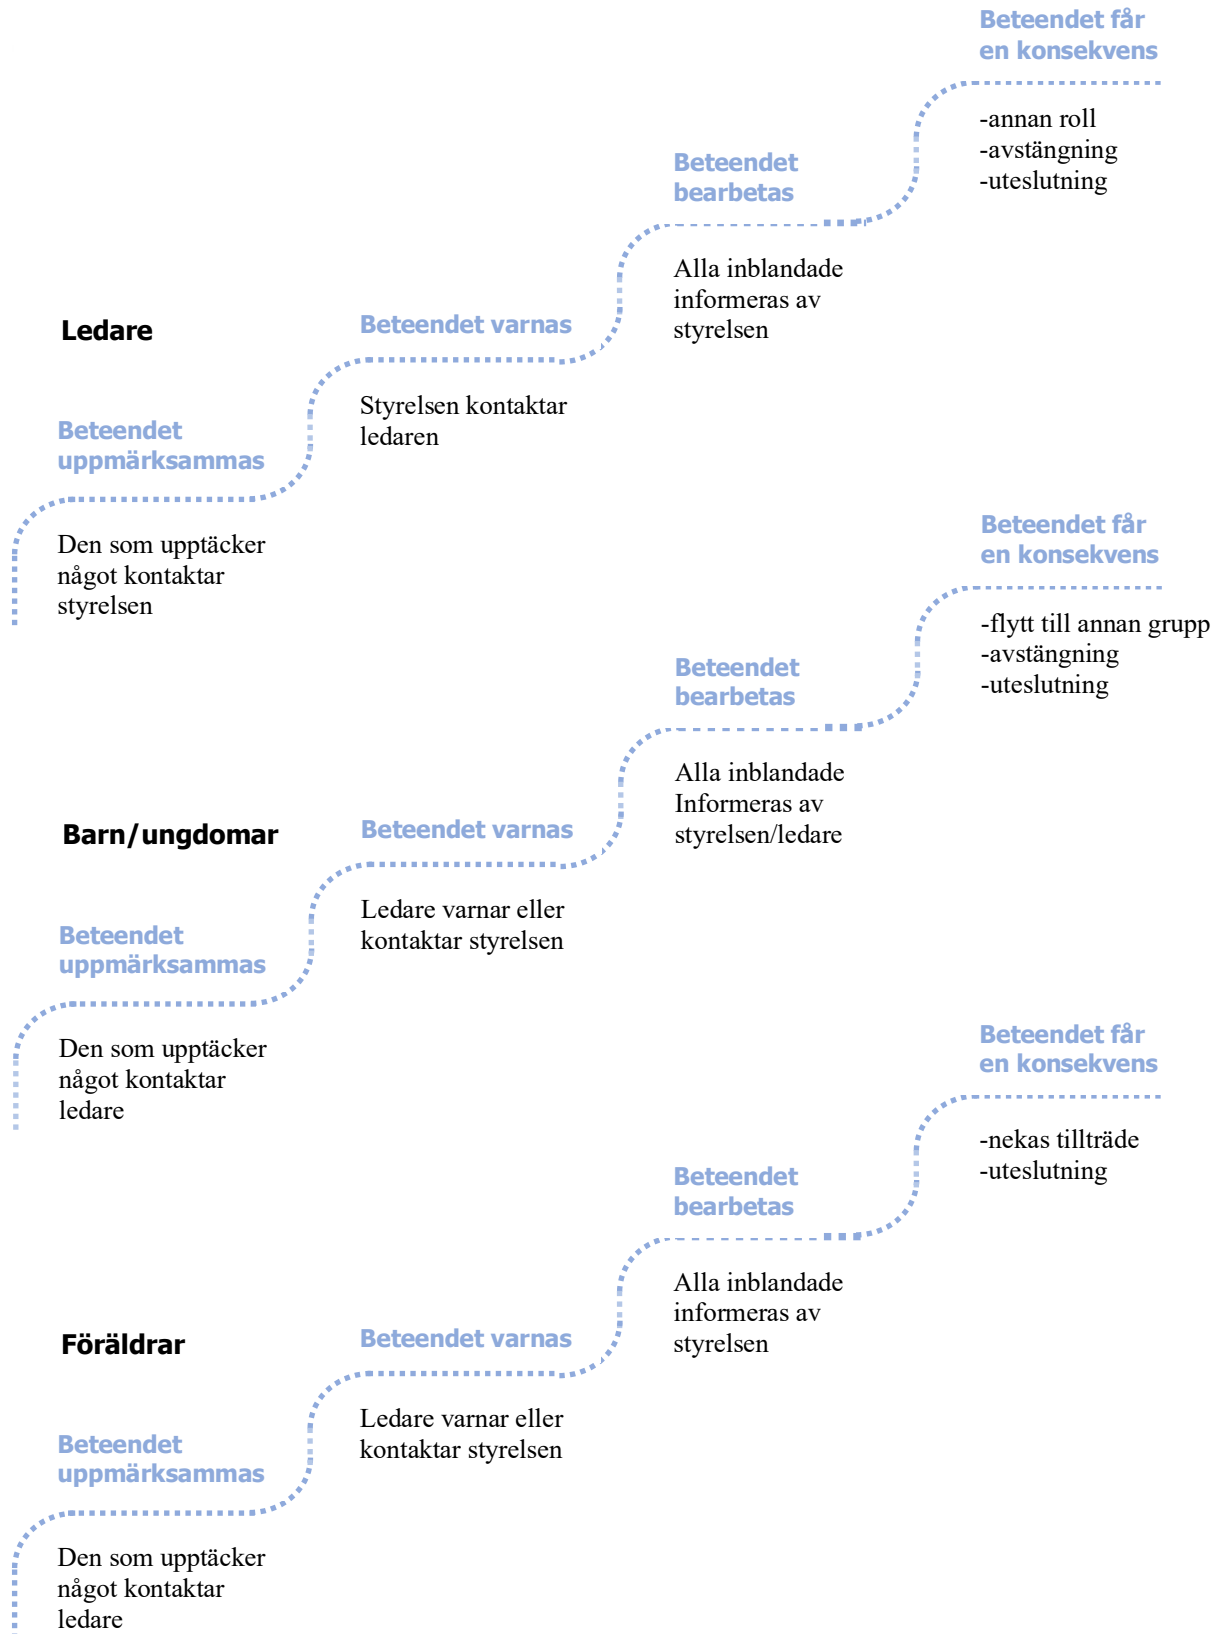 Ledare
Beteendet
uppmärksammas
Den som upptäcker
något kontaktar
styrelsen
Beteendet varnas
Styrelsen kontaktar
ledaren
Beteendet
bearbetas
Alla inblandade
informeras av
styrelsen
Beteendet får
en konsekvens
-annan roll
-avstängning
-uteslutning
Barn/ungdomar
Beteendet
uppmärksammas
Den som upptäcker
något kontaktar
ledare
Beteendet varnas
Ledare varnar eller
kontaktar styrelsen
Beteendet
bearbetas
Alla inblandade
Informeras av
styrelsen/ledare
Beteendet får
en konsekvens
-flytt till annan grupp
-avstängning
-uteslutning
Föräldrar
Beteendet
uppmärksammas
Den som upptäcker
något kontaktar
ledare
Beteendet varnas
Ledare varnar eller
kontaktar styrelsen
Beteendet
bearbetas
Alla inblandade
informeras av
styrelsen
Beteendet får
en konsekvens
-nekas tillträde
-uteslutning